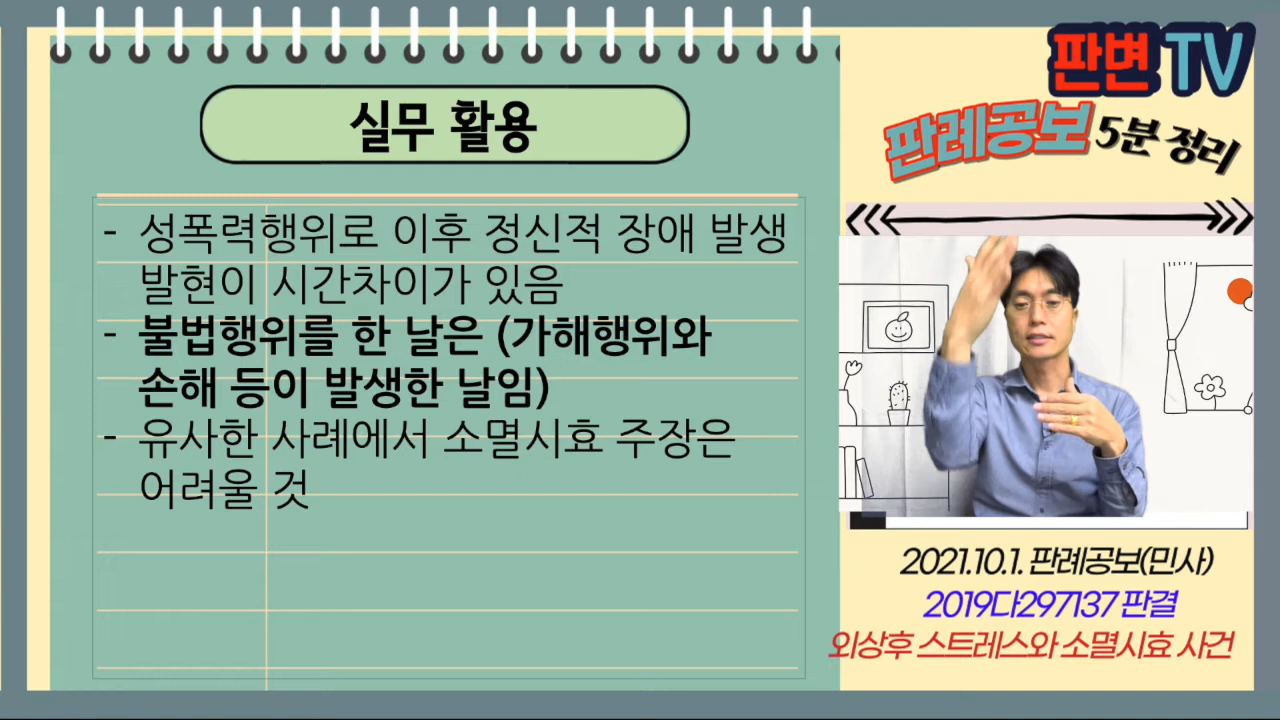 판변 TV
판례공보 5분 정리
실무 활용
- 성폭력행위로 이후 정신적 장애 발생
발현이 시간차이가 있음
- 불법행위를 한 날은 (가해행위와
손해 등이 발생한 날임)
- 유사한 사례에서 소멸시효 주장은
어려울 것
2021.10.1. 판례공보(민사)
2019다297137 판결
외상후 스트레스와 소멸시효 사건